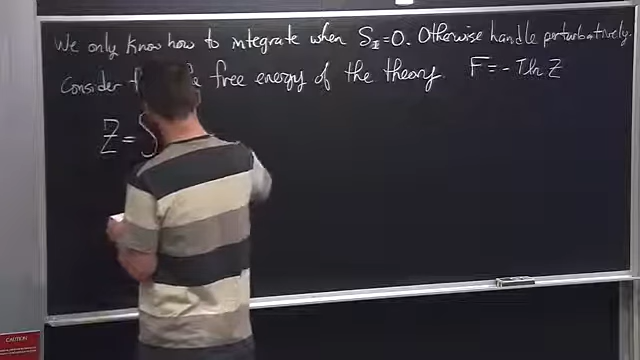 We only know how to integrate when S_I=0. Otherwise handle perturbatively.
Consider free energy of the theory. F=-T ln Z
Z=∫
CAUTION